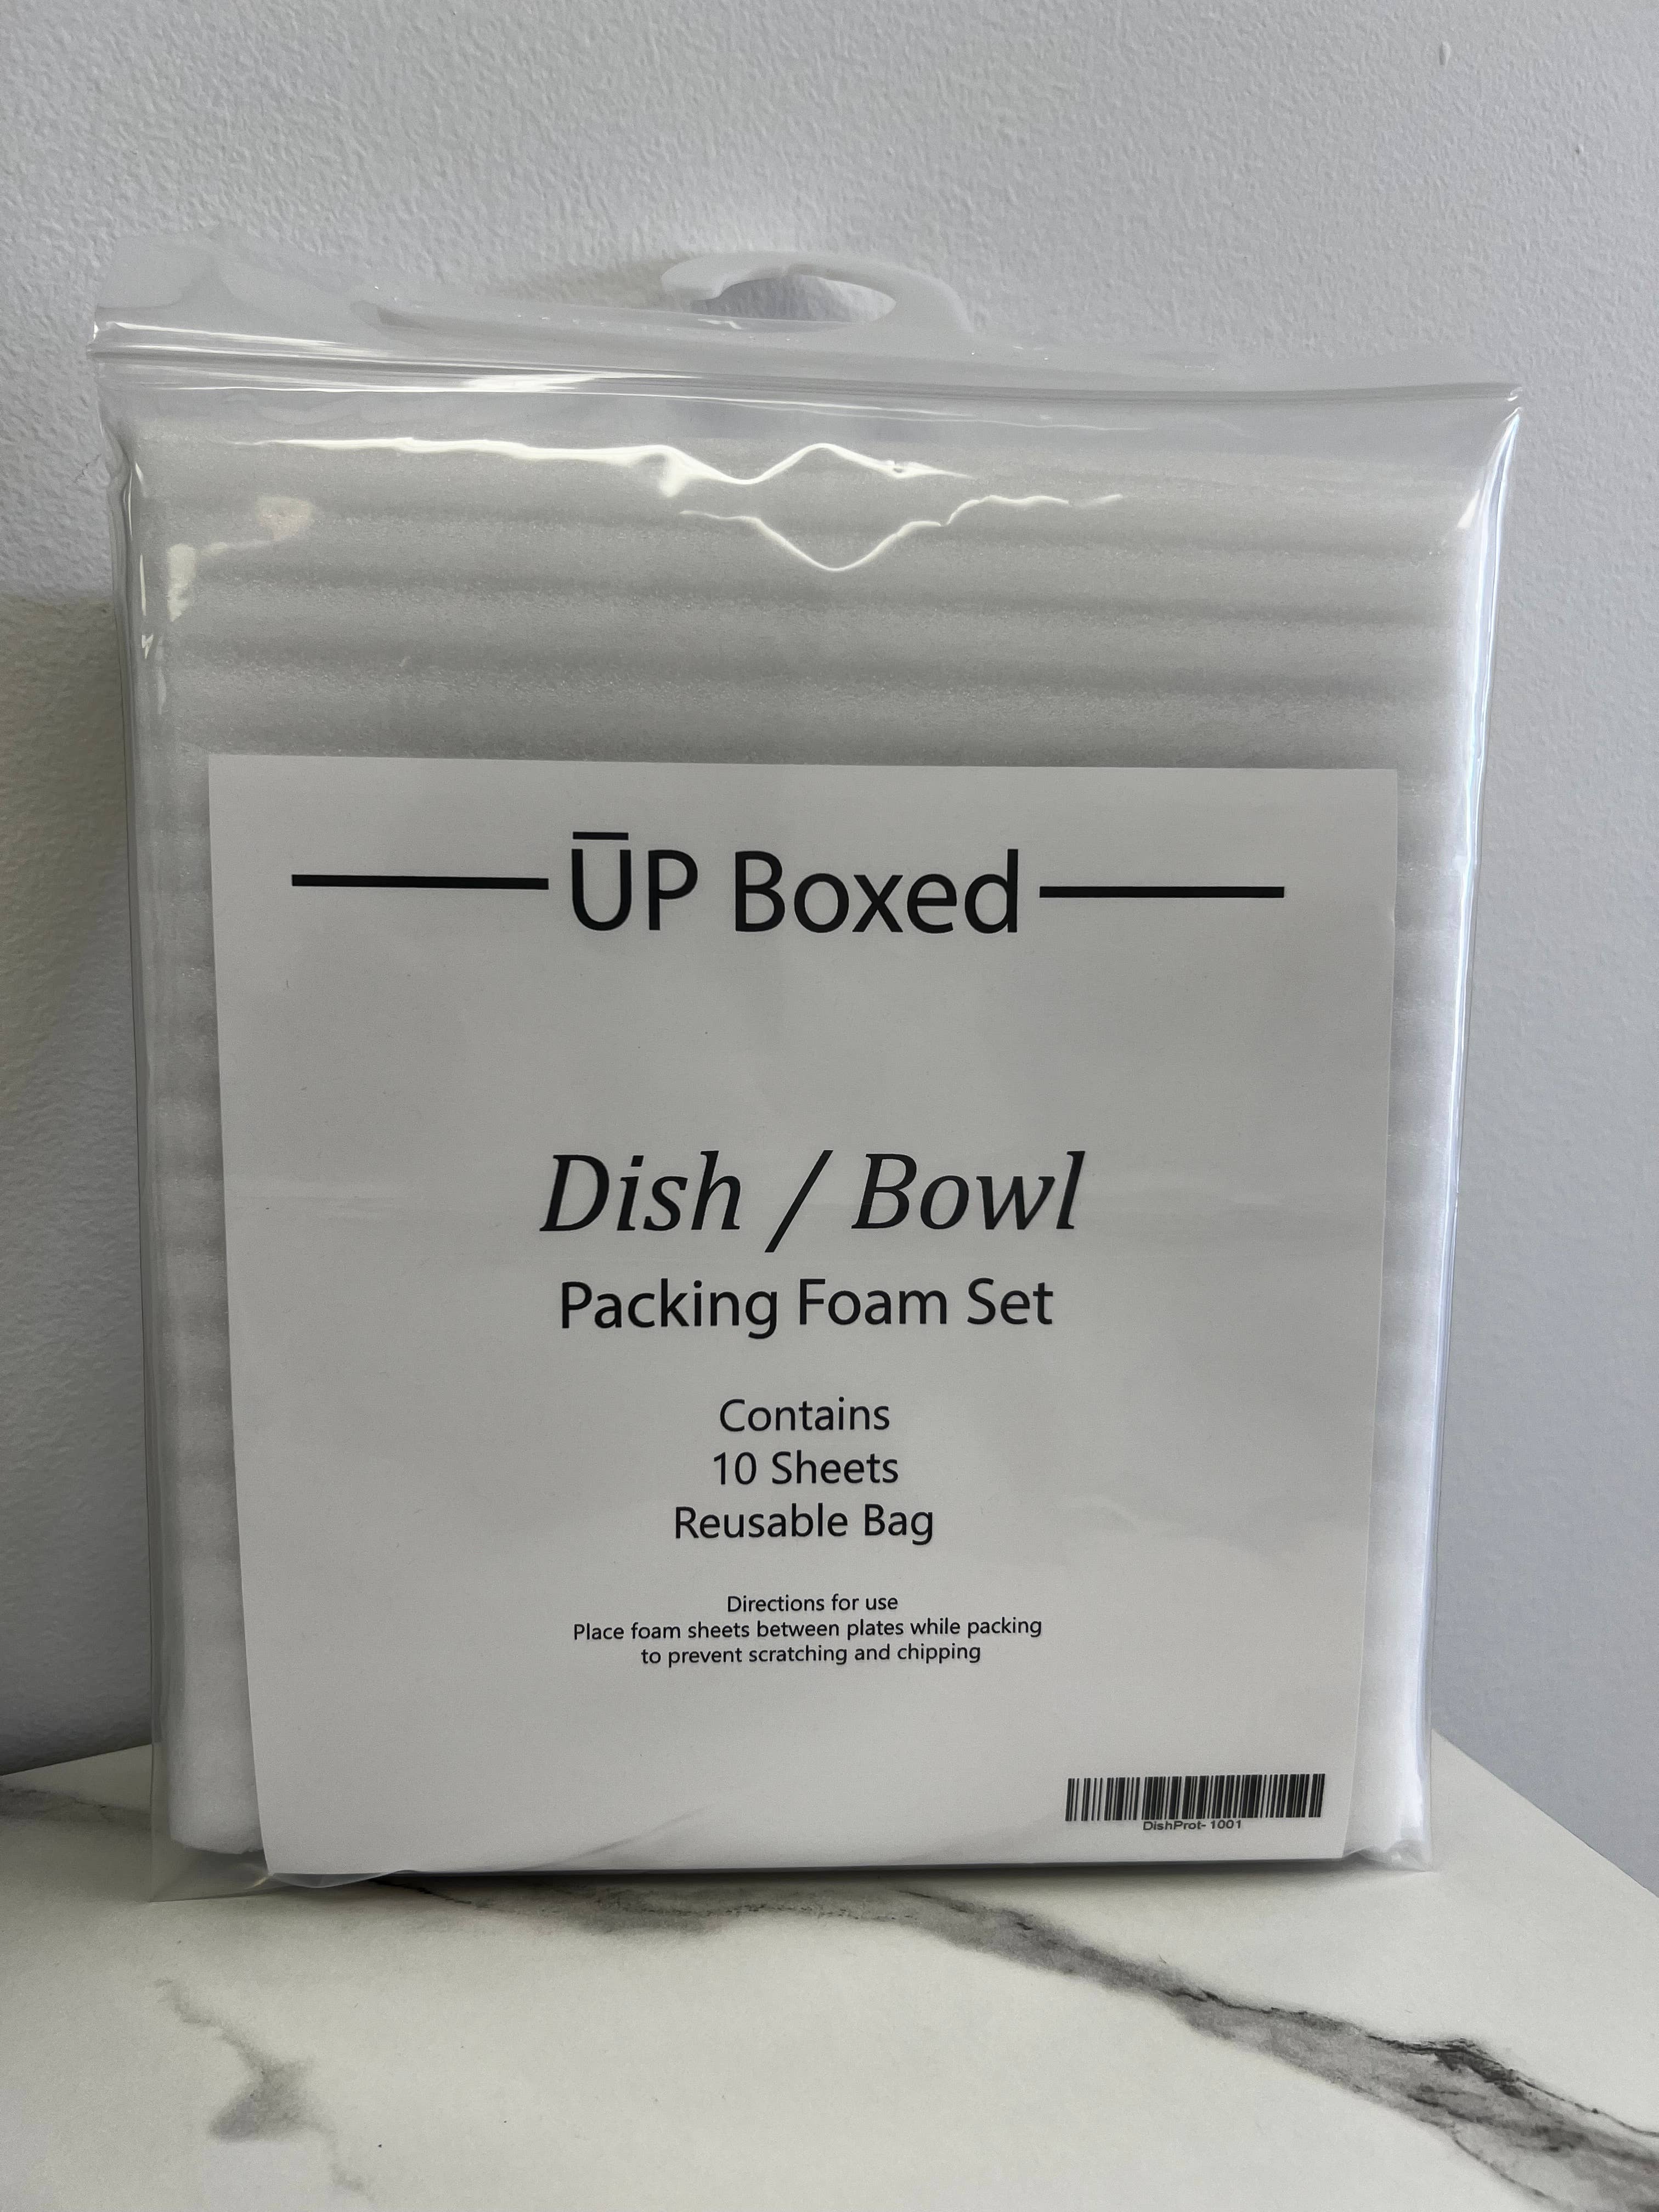 ŪP Boxed
Dish / Bowl
Packing Foam Set
Contains
10 Sheets
Reusable Bag
Directions for use
Place foam sheets between plates while packing
to prevent scratching and chipping
DishProt- 1001